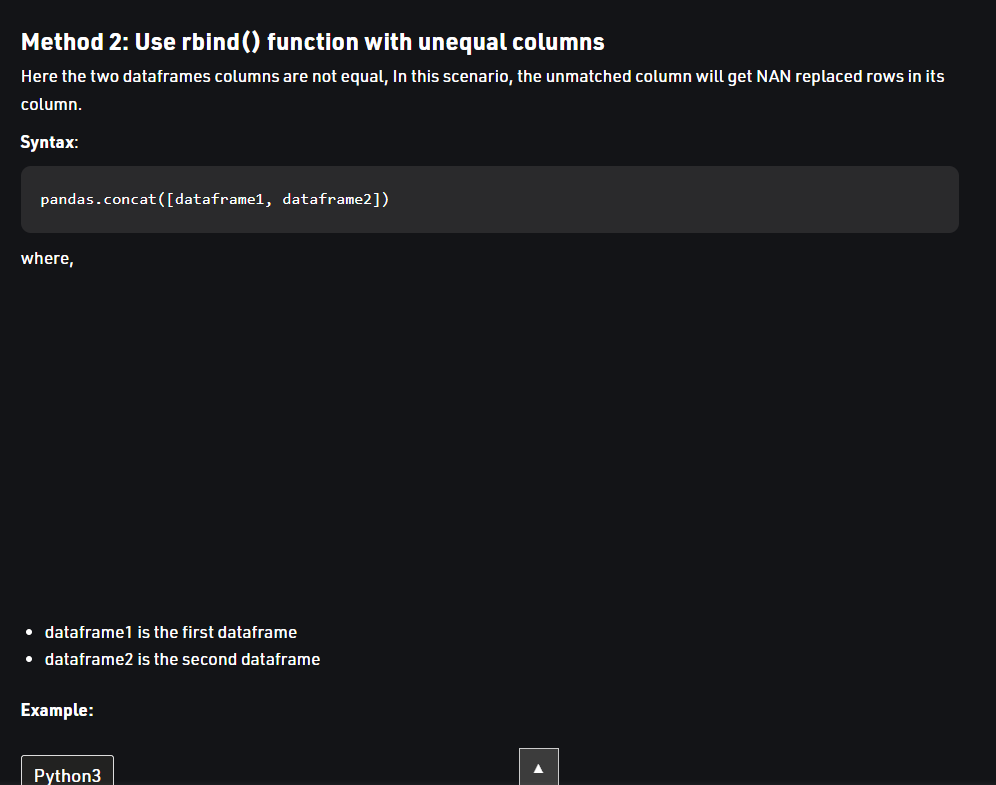 Method 2: Use rbind() function with unequal columns
Here the two dataframes columns are not equal, In this scenario, the unmatched column will get NAN replaced rows in its
column.
Syntax:
pandas.concat([dataframe1, dataframe2])
where,
• dataframe1 is the first dataframe
• dataframe2 is the second dataframe
Example:
Python3